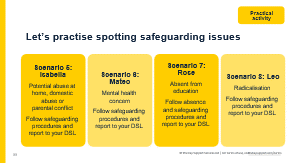 Practical
activity
Let's practise spotting safeguarding issues
Scenario 5:
Isabella
Potential abuse at
home, domestic
abuse or
parental conflict
Follow safeguarding
procedures and
report to your DSL
Scenario 6:
Mateo
Mental health
concern
Follow safeguarding
procedures and
report to your DSL
Scenario 7:
Rose
Absent from
education
Follow absence
and safeguarding
procedures and
report to your DSL
Scenario 8: Leo
Radicalisation
Follow safeguarding
procedures and
report to your DSL